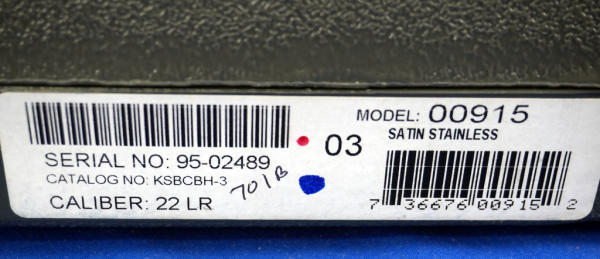 MODEL: 00915
SATIN STAINLESS
03
SERIAL NO: 95-02489
CATALOG NO: KSBCBH-3
701B
CALIBER: 22 LR
7 36676 00915 2